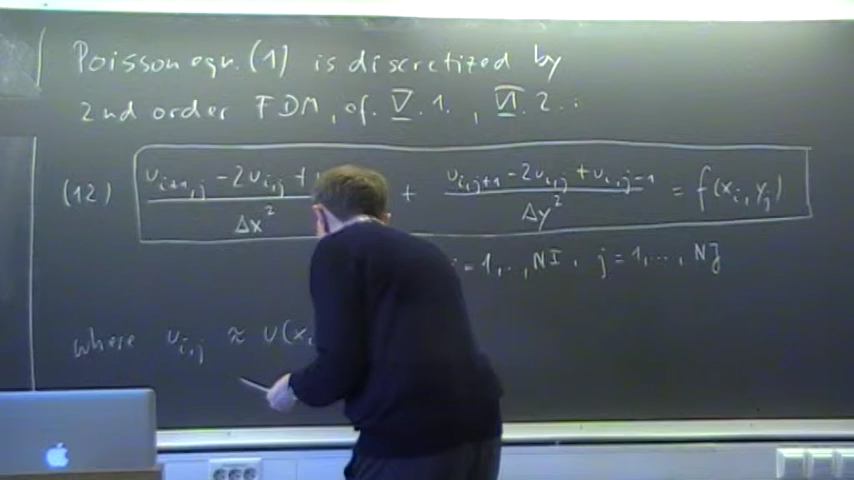 Poisson eqn. (1) is discretized by
2nd order FDM, cf. V. 1., VI. 2.:
(12) u_{i+1,j} - 2u_{i,j} + / Δx² + u_{i,j+1} - 2u_{i,j} + u_{i,j-1} / Δy² = f(x_i, y_j)
i = 1,..,NI, j = 1,..., NJ
where u_{i,j} ≈ u(x_i